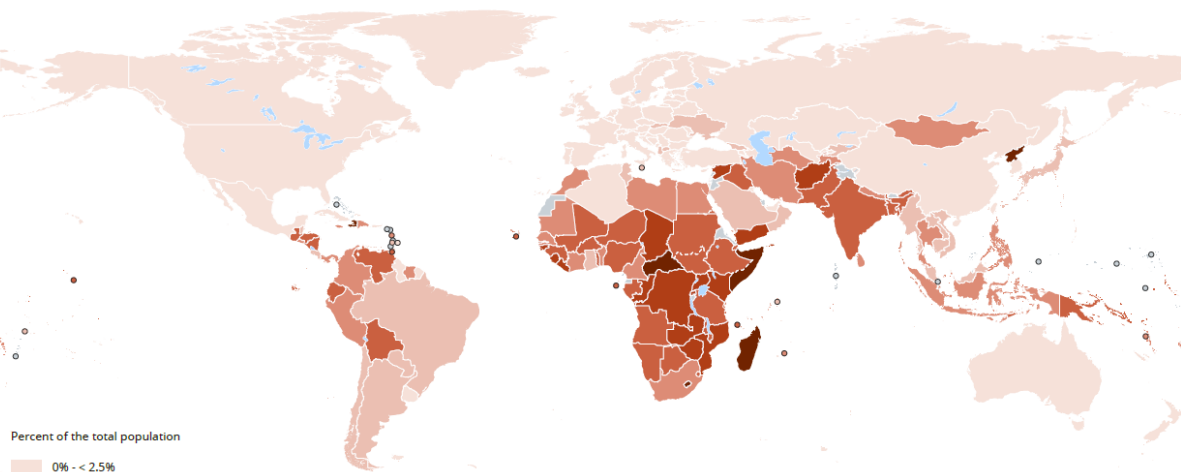 Percent of the total population
0% - < 2.5%